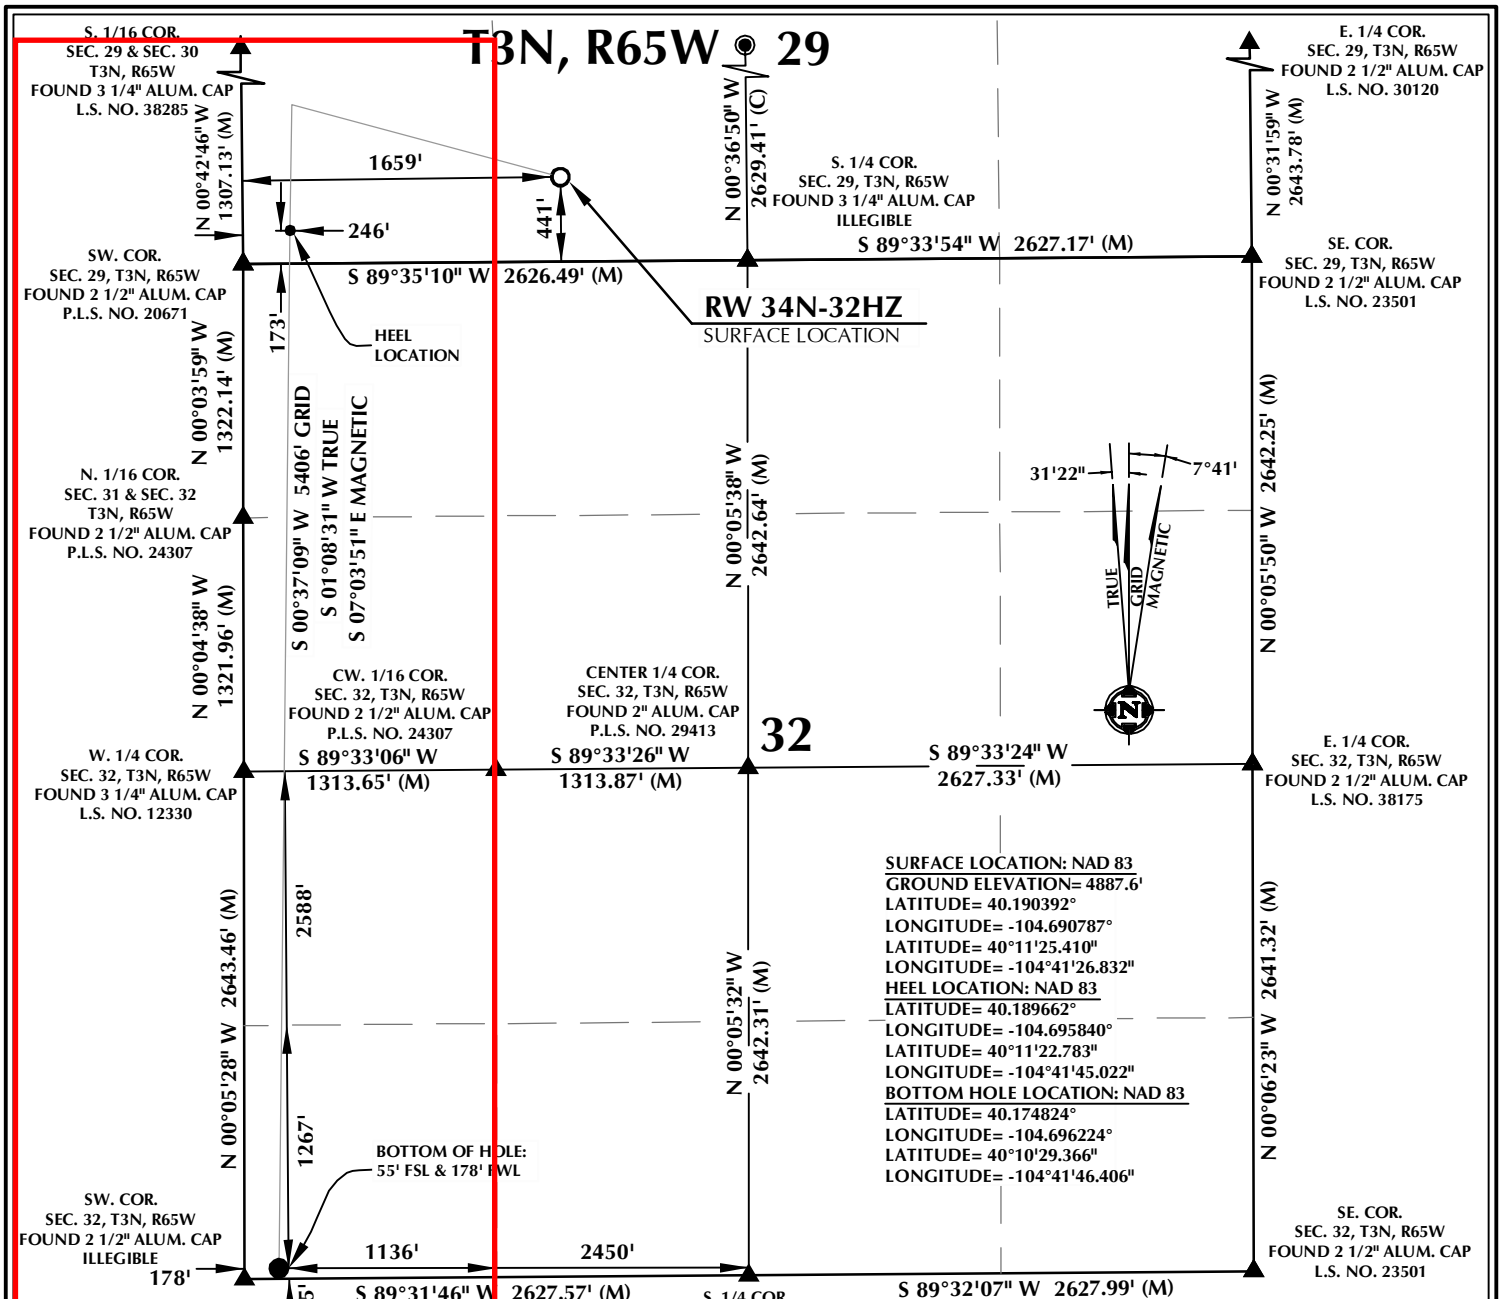 S. 1/16 COR.
SEC. 29 & SEC. 30
T3N, R65W
FOUND 3 1/4" ALUM. CAP
L.S. NO. 38285
T3N, R65W
29
E. 1/4 COR.
SEC. 29, T3N, R65W
FOUND 2 1/2" ALUM. CAP
L.S. NO. 30120
N 00°42'46" W
1307.13' (M)
1659'
441'
246'
N 00°36'50" W
2629.41' (C)
S. 1/4 COR.
SEC. 29, T3N, R65W
FOUND 3 1/4" ALUM. CAP
ILLEGIBLE
N 00°31'59" W
2643.78' (M)
SW. COR.
SEC. 29, T3N, R65W
FOUND 2 1/2" ALUM. CAP
P.L.S. NO. 20671
S 89°35'10" W 2626.49' (M)
S 89°33'54" W 2627.17' (M)
SE. COR.
SEC. 29, T3N, R65W
FOUND 2 1/2" ALUM. CAP
L.S. NO. 23501
RW 34N-32HZ
SURFACE LOCATION
173'
HEEL
LOCATION
N 00°03'59" W
1322.14' (M)
S 00°37'09" W 5406' GRID
S 01°08'31" W TRUE
S 07°03'51" E MAGNETIC
N 00°05'38" W
2642.64' (M)
31'22"
7°41'
TRUE
GRID
MAGNETIC
N
N 00°05'50" W 2642.25' (M)
N. 1/16 COR.
SEC. 31 & SEC. 32
T3N, R65W
FOUND 2 1/2" ALUM. CAP
P.L.S. NO. 24307
N 00°04'38" W
1321.96' (M)
CW. 1/16 COR.
SEC. 32, T3N, R65W
FOUND 2 1/2" ALUM. CAP
P.L.S. NO. 24307
CENTER 1/4 COR.
SEC. 32, T3N, R65W
FOUND 2" ALUM. CAP
P.L.S. NO. 29413
32
W. 1/4 COR.
SEC. 32, T3N, R65W
FOUND 3 1/4" ALUM. CAP
L.S. NO. 12330
S 89°33'06" W
1313.65' (M)
S 89°33'26" W
1313.87' (M)
S 89°33'24" W
2627.33' (M)
E. 1/4 COR.
SEC. 32, T3N, R65W
FOUND 2 1/2" ALUM. CAP
L.S. NO. 38175
N 00°05'28" W 2643.46' (M)
2588'
1267'
N 00°05'32" W
2642.31' (M)
SURFACE LOCATION: NAD 83
GROUND ELEVATION= 4887.6'
LATITUDE= 40.190392°
LONGITUDE= -104.690787°
LATITUDE= 40°11'25.410"
LONGITUDE= -104°41'26.832"
HEEL LOCATION: NAD 83
LATITUDE= 40.189662°
LONGITUDE= -104.695840°
LATITUDE= 40°11'22.783"
LONGITUDE= -104°41'45.022"
BOTTOM HOLE LOCATION: NAD 83
LATITUDE= 40.174824°
LONGITUDE= -104.696224°
LATITUDE= 40°10'29.366"
LONGITUDE= -104°41'46.406"
N 00°06'23" W 2641.32' (M)
BOTTOM OF HOLE:
55' FSL & 178' FWL
SW. COR.
SEC. 32, T3N, R65W
FOUND 2 1/2" ALUM. CAP
ILLEGIBLE
178'
1136'
2450'
SE. COR.
SEC. 32, T3N, R65W
FOUND 2 1/2" ALUM. CAP
L.S. NO. 23501
S 89°31'46" W 2627.57' (M)
S 89°32'07" W 2627.99' (M)
S. 1/4 COR.